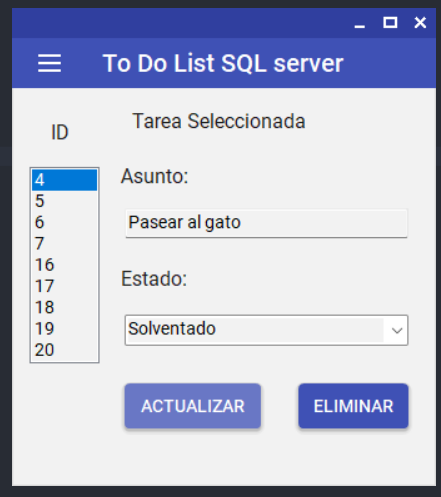 To Do List SQL server
ID
Tarea Seleccionada
4
5
6
7
16
17
18
19
20
Asunto:
Pasear al gato
Estado:
Solventado
ACTUALIZAR
ELIMINAR